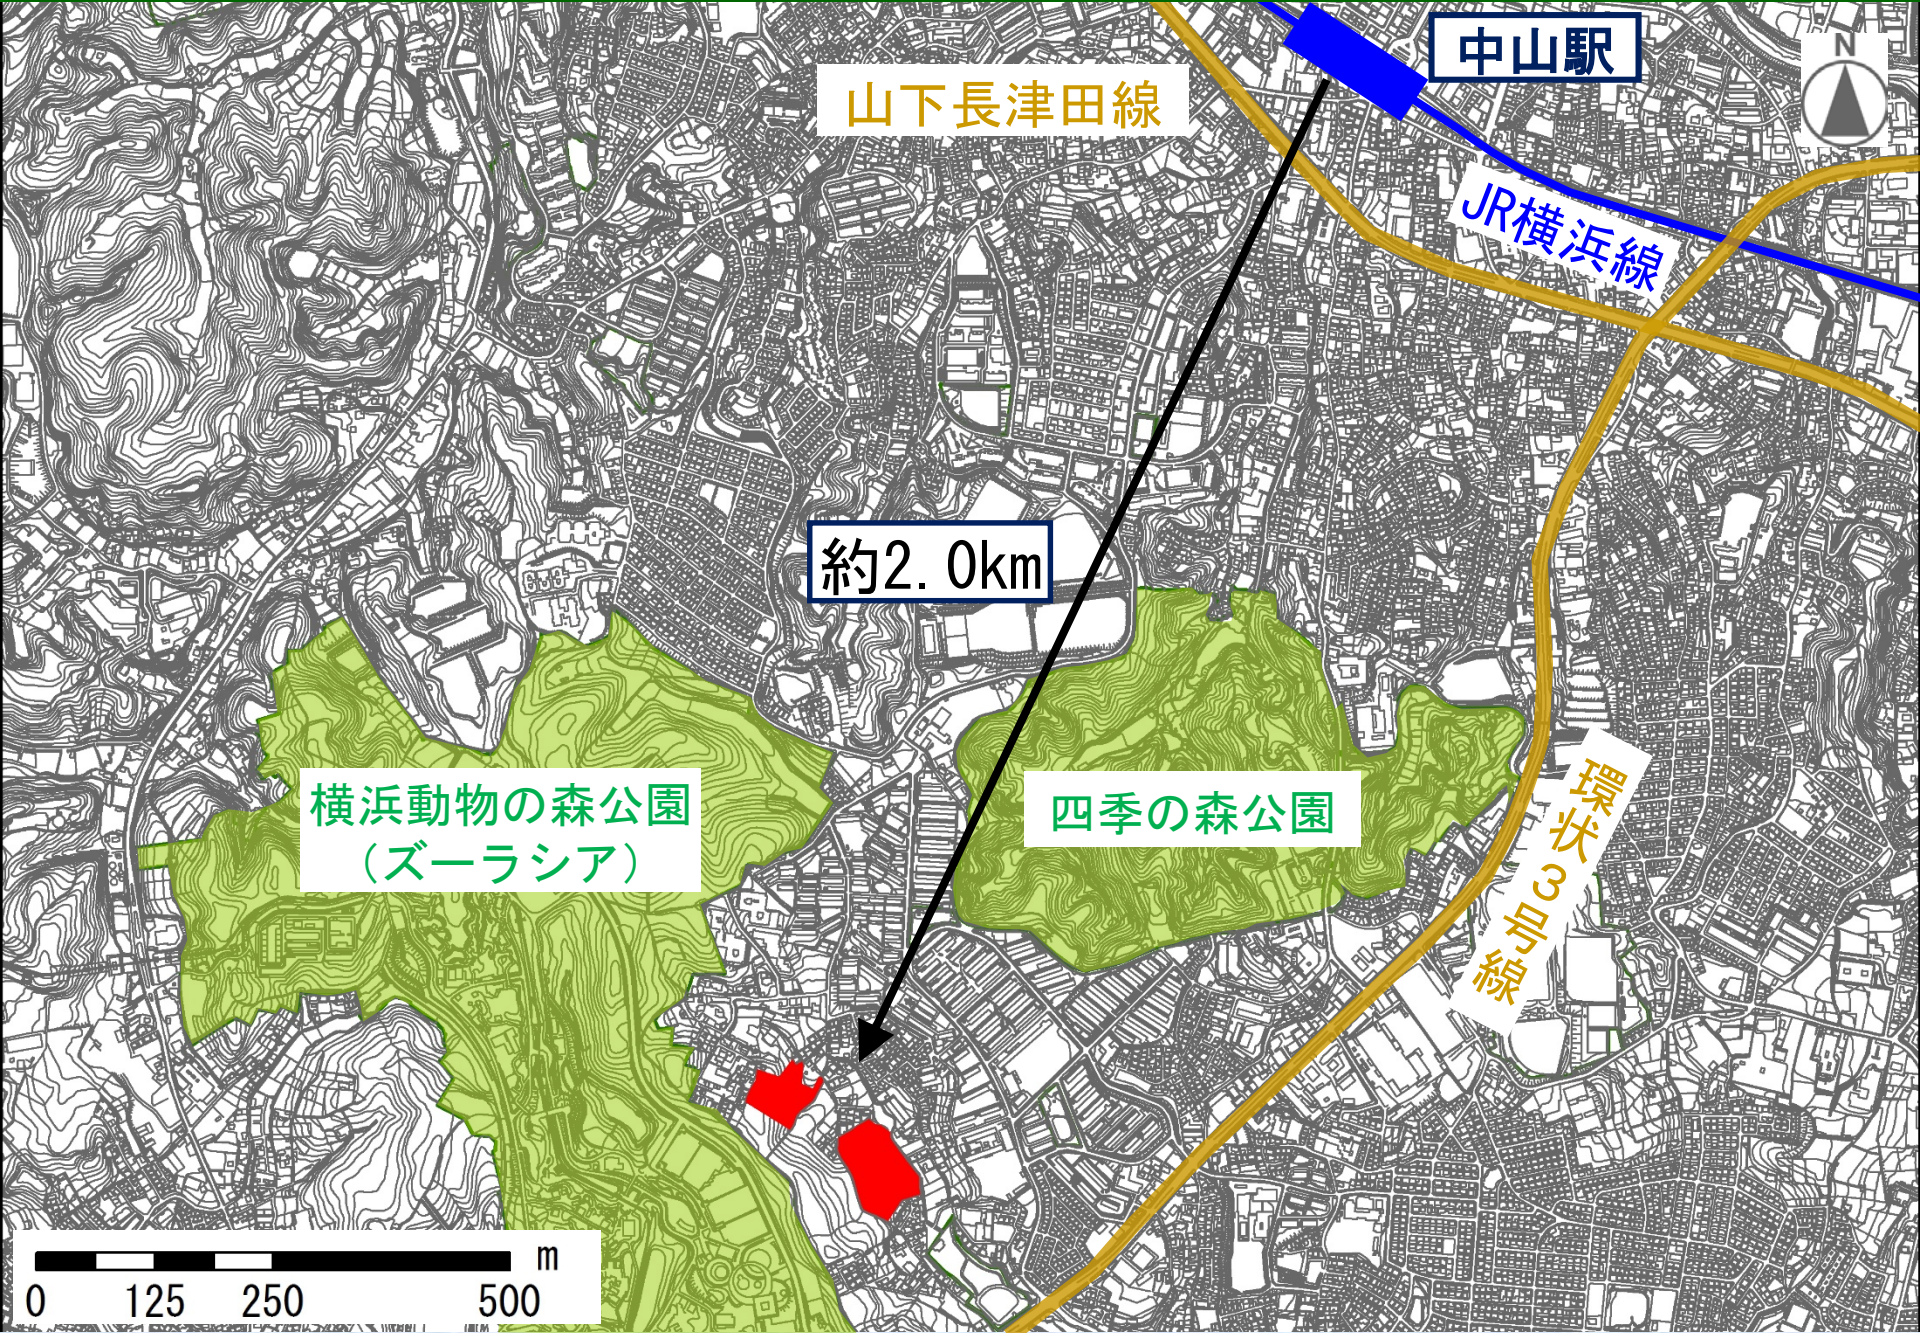 中山駅
N
山下長津田線
JR横浜線
約2.0km
横浜動物の森公園
(ズーラシア)
四季の森公園
環状3号線
m
0 125 250 500